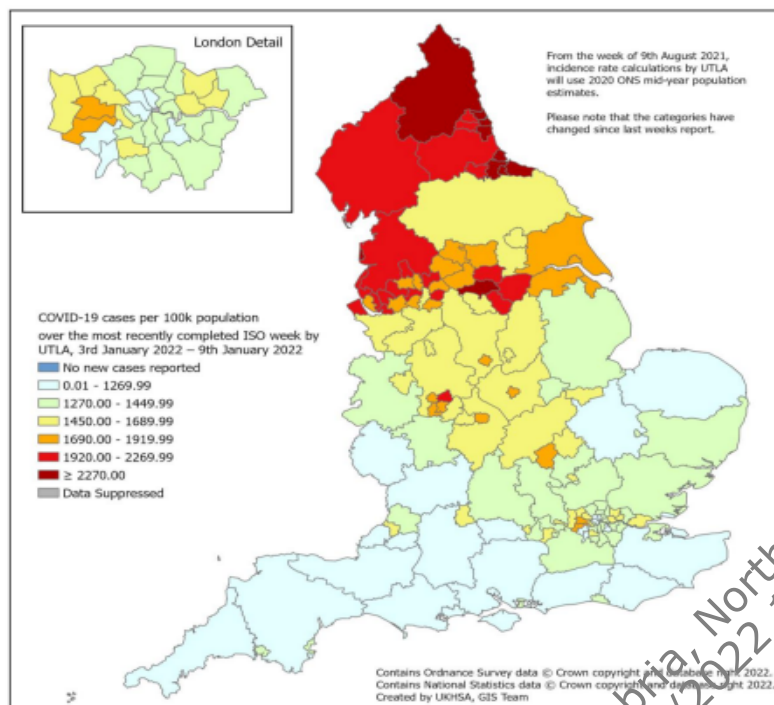 London Detail
From the week of 9th August 2021,
incidence rate calculations by UTLA
will use 2020 ONS mid-year population
estimates.
Please note that the categories have
changed since last weeks report.
COVID-19 cases per 100k population
over the most recently completed ISO week by
UTLA, 3rd January 2022 – 9th January 2022
No new cases reported
0.01 - 1269.99
1270.00 - 1449.99
1450.00 - 1689.99
1690.00 - 1919.99
1920.00 - 2269.99
≥ 2270.00
Data Suppressed
Contains Ordnance Survey data © Crown copyright and database right 2022.
Contains National Statistics data © Crown copyright and database right 2022.
Created by UKHSA, GIS Team
bria, North
2022